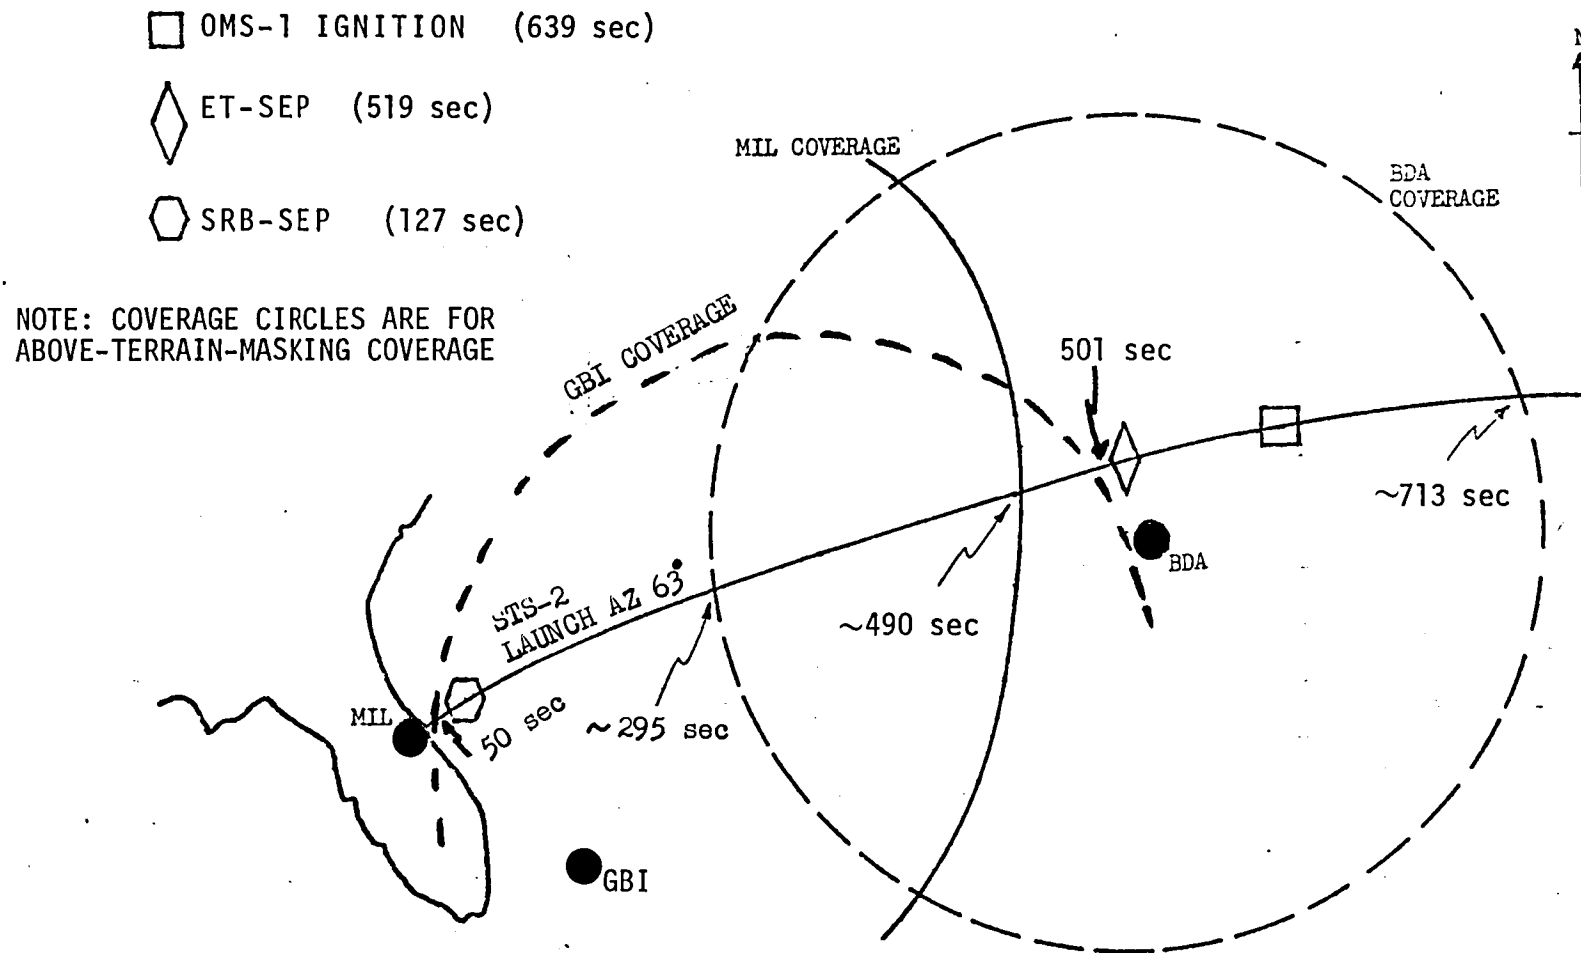 OMS-1 IGNITION (639 sec)
ET-SEP (519 sec)
SRB-SEP (127 sec)
NOTE: COVERAGE CIRCLES ARE FOR
ABOVE-TERRAIN-MASKING COVERAGE
MIL COVERAGE
BDA
COVERAGE
GBI COVERAGE
501 sec
~713 sec
BDA
STS-2
LAUNCH AZ 63°
~490 sec
MIL
50 sec
~295 sec
GBI